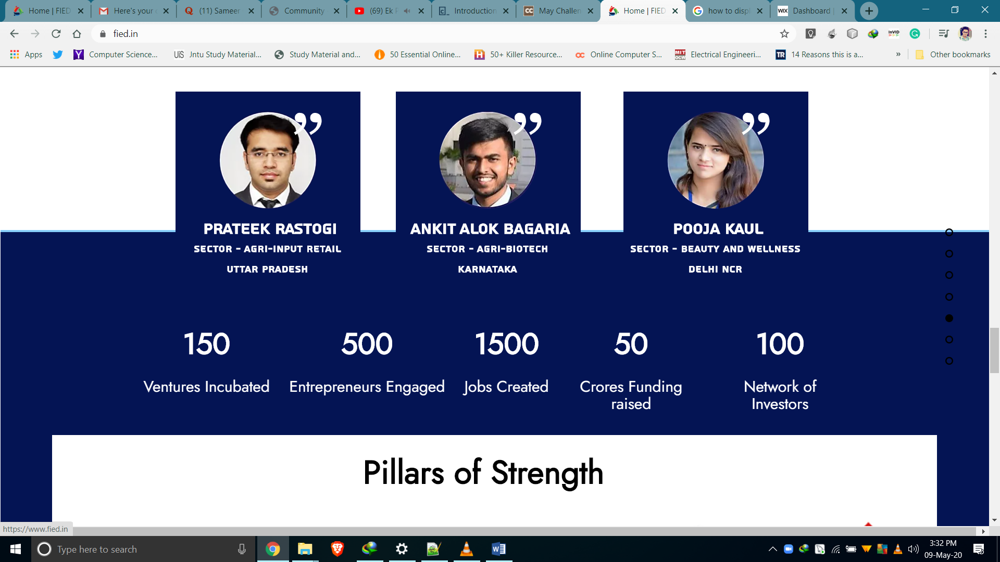 Home | FIED
Here's your
(11) Sameer
Community
(69) Ek
Introduction
May Challen
Home | FIED
how to displ
Dashboard |
fied.in
Apps
Computer Science...
Jntu Study Material...
Study Material and...
50 Essential Online...
50+ Killer Resource...
Online Computer S...
Electrical Engineeri...
14 Reasons this is a...
»
Other bookmarks
PRATEEK RASTOGI
SECTOR - AGRI-INPUT RETAIL
UTTAR PRADESH
ANKIT ALOK BAGARIA
SECTOR - AGRI-BIOTECH
KARNATAKA
POOJA KAUL
SECTOR - BEAUTY AND WELLNESS
DELHI NCR
150
Ventures Incubated
500
Entrepreneurs Engaged
1500
Jobs Created
50
Crores Funding
raised
100
Network of
Investors
Pillars of Strength
https://www.fied.in
Type here to search
3:32 PM
09-May-20